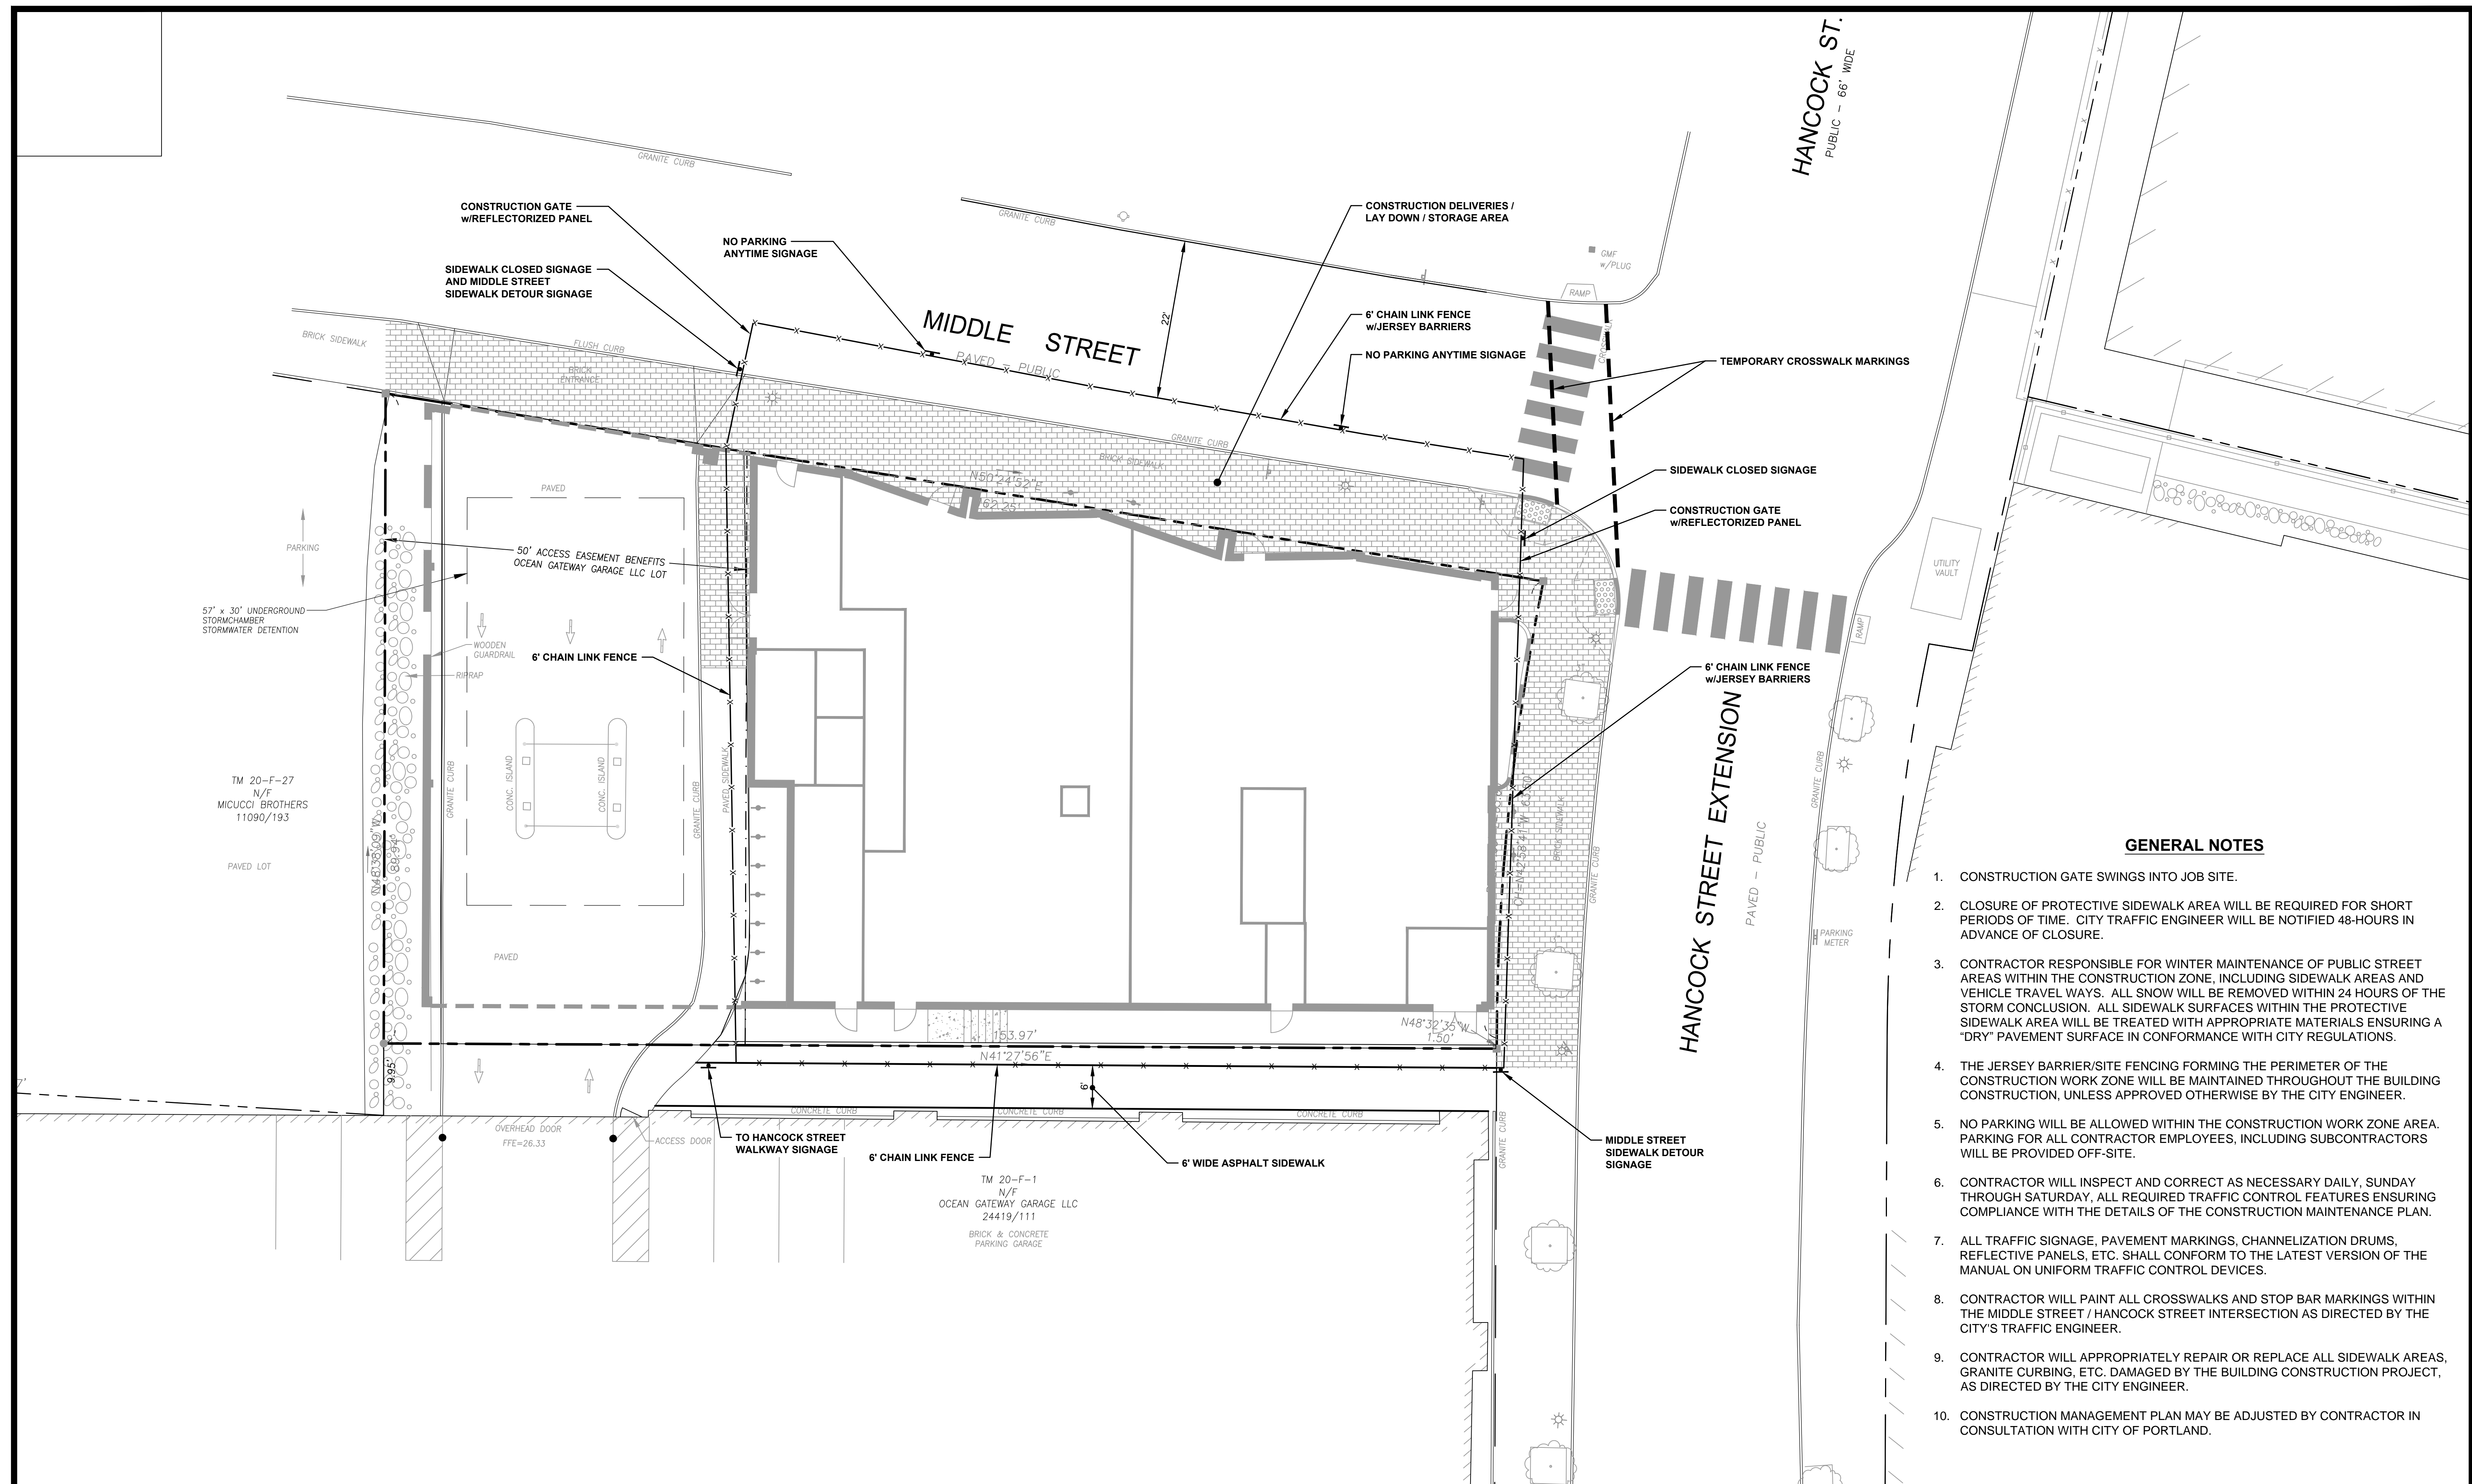 HANCOCK ST.
PUBLIC - 66' WIDE
GRANITE CURB
CONSTRUCTION GATE
w/REFLECTORIZED PANEL
NO PARKING
ANYTIME SIGNAGE
SIDEWALK CLOSED SIGNAGE
AND MIDDLE STREET
SIDEWALK DETOUR SIGNAGE
GRANITE CURB
CONSTRUCTION DELIVERIES /
LAY DOWN / STORAGE AREA
GMF
w/PLUG
RAMP
22'
MIDDLE STREET
PAVED - PUBLIC
6' CHAIN LINK FENCE
w/JERSEY BARRIERS
NO PARKING ANYTIME SIGNAGE
CROSSWALK
TEMPORARY CROSSWALK MARKINGS
BRICK SIDEWALK
FLUSH CURB
BRICK
ENTRANCE
GRANITE CURB
BRICK SIDEWALK
SIDEWALK CLOSED SIGNAGE
CONSTRUCTION GATE
w/REFLECTORIZED PANEL
N50°24'52"E
PAVED
PARKING
50' ACCESS EASEMENT BENEFITS
OCEAN GATEWAY GARAGE LLC LOT
57' x 30' UNDERGROUND
STORMCHAMBER
STORMWATER DETENTION
WOODEN
GUARDRAIL
6' CHAIN LINK FENCE
RIPRAP
UTILITY
VAULT
RAMP
6' CHAIN LINK FENCE
w/JERSEY BARRIERS
TM 20-F-27
N/F
MICUCCI BROTHERS
11090/193
PAVED LOT
N48°38'09"W
89.94'
GRANITE CURB
CONC. ISLAND
CONC. ISLAND
GRANITE CURB
PAVED SIDEWALK
BRICK SIDEWALK
GRANITE CURB
HANCOCK STREET EXTENSION
PAVED - PUBLIC
GRANITE CURB
PARKING
METER
PAVED
9.95'
153.97'
N41°27'56"E
N48°32'35"W
1.50'
6'
CONCRETE CURB
CONCRETE CURB
CONCRETE CURB
OVERHEAD DOOR
FFE=26.33
ACCESS DOOR
TO HANCOCK STREET
WALKWAY SIGNAGE
6' CHAIN LINK FENCE
6' WIDE ASPHALT SIDEWALK
GRANITE CURB
MIDDLE STREET
SIDEWALK DETOUR
SIGNAGE
TM 20-F-1
N/F
OCEAN GATEWAY GARAGE LLC
24419/111
BRICK & CONCRETE
PARKING GARAGE
GENERAL NOTES
1. CONSTRUCTION GATE SWINGS INTO JOB SITE.
2. CLOSURE OF PROTECTIVE SIDEWALK AREA WILL BE REQUIRED FOR SHORT
PERIODS OF TIME. CITY TRAFFIC ENGINEER WILL BE NOTIFIED 48-HOURS IN
ADVANCE OF CLOSURE.
3. CONTRACTOR RESPONSIBLE FOR WINTER MAINTENANCE OF PUBLIC STREET
AREAS WITHIN THE CONSTRUCTION ZONE, INCLUDING SIDEWALK AREAS AND
VEHICLE TRAVEL WAYS. ALL SNOW WILL BE REMOVED WITHIN 24 HOURS OF THE
STORM CONCLUSION. ALL SIDEWALK SURFACES WITHIN THE PROTECTIVE
SIDEWALK AREA WILL BE TREATED WITH APPROPRIATE MATERIALS ENSURING A
"DRY" PAVEMENT SURFACE IN CONFORMANCE WITH CITY REGULATIONS.
4. THE JERSEY BARRIER/SITE FENCING FORMING THE PERIMETER OF THE
CONSTRUCTION WORK ZONE WILL BE MAINTAINED THROUGHOUT THE BUILDING
CONSTRUCTION, UNLESS APPROVED OTHERWISE BY THE CITY ENGINEER.
5. NO PARKING WILL BE ALLOWED WITHIN THE CONSTRUCTION WORK ZONE AREA.
PARKING FOR ALL CONTRACTOR EMPLOYEES, INCLUDING SUBCONTRACTORS
WILL BE PROVIDED OFF-SITE.
6. CONTRACTOR WILL INSPECT AND CORRECT AS NECESSARY DAILY, SUNDAY
THROUGH SATURDAY, ALL REQUIRED TRAFFIC CONTROL FEATURES ENSURING
COMPLIANCE WITH THE DETAILS OF THE CONSTRUCTION MAINTENANCE PLAN.
7. ALL TRAFFIC SIGNAGE, PAVEMENT MARKINGS, CHANNELIZATION DRUMS,
REFLECTIVE PANELS, ETC. SHALL CONFORM TO THE LATEST VERSION OF THE
MANUAL ON UNIFORM TRAFFIC CONTROL DEVICES.
8. CONTRACTOR WILL PAINT ALL CROSSWALKS AND STOP BAR MARKINGS WITHIN
THE MIDDLE STREET / HANCOCK STREET INTERSECTION AS DIRECTED BY THE
CITY'S TRAFFIC ENGINEER.
9. CONTRACTOR WILL APPROPRIATELY REPAIR OR REPLACE ALL SIDEWALK AREAS,
GRANITE CURBING, ETC. DAMAGED BY THE BUILDING CONSTRUCTION PROJECT,
AS DIRECTED BY THE CITY ENGINEER.
10. CONSTRUCTION MANAGEMENT PLAN MAY BE ADJUSTED BY CONTRACTOR IN
CONSULTATION WITH CITY OF PORTLAND.